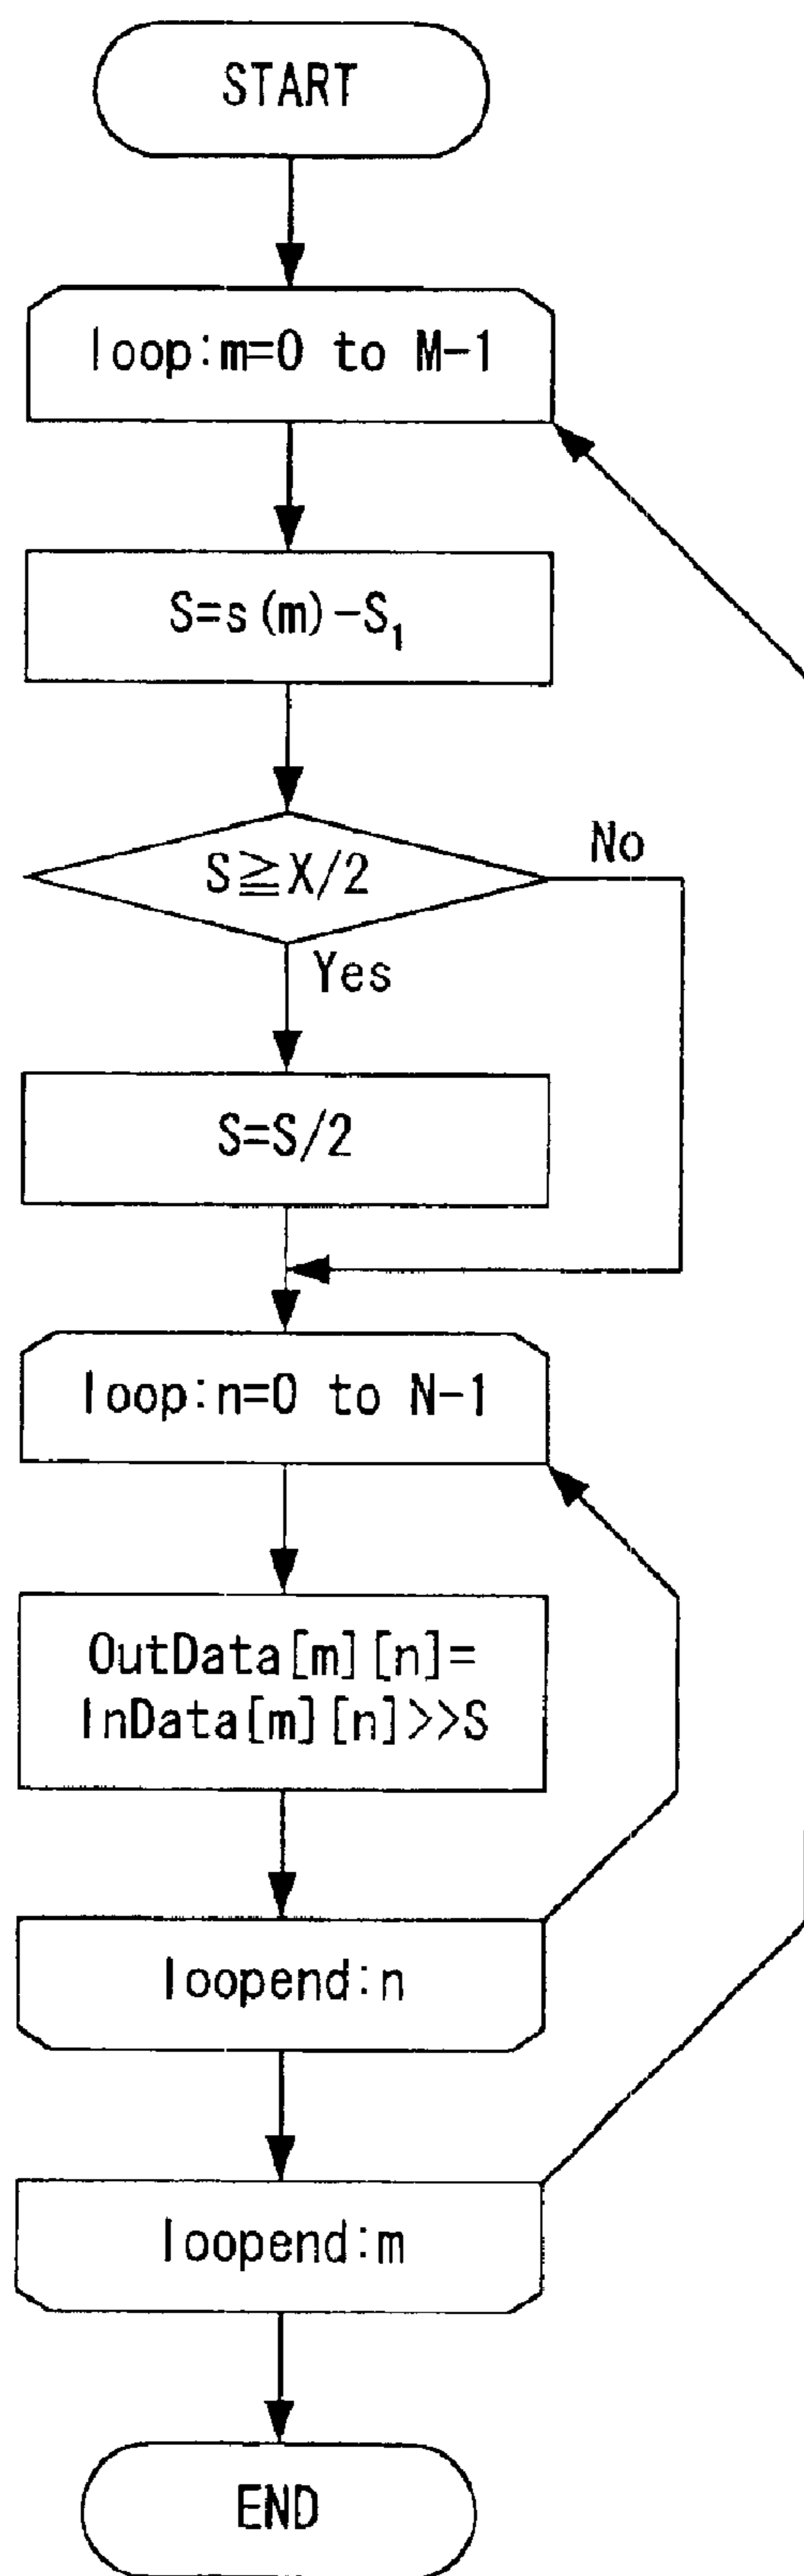 START
loop:m=0 to M-1
S=s(m)-S₁
S≧X/2
No
Yes
S=S/2
loop:n=0 to N-1
OutData[m][n]=
InData[m][n]>>S
loopend:n
loopend:m
END